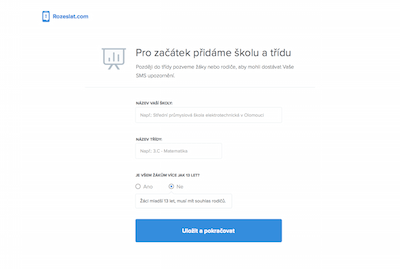 Rozeslat.com
Pro začátek přidáme školu a třídu
Později do třídy pozveme žáky nebo rodiče, aby mohli dostávat Vaše
SMS upozornění.
NÁZEV VAŠÍ ŠKOLY:
Např: Střední průmyslová škola elektrotechnická v Olomouci
NÁZEV TŘÍDY:
Např.: 3.C - Matematika
JE VŠEM ŽÁKŮM VÍCE JAK 13 LET?
Ano Ne
Žáci mladší 13 let, musí mít souhlas rodičů.
Uložit a pokračovat